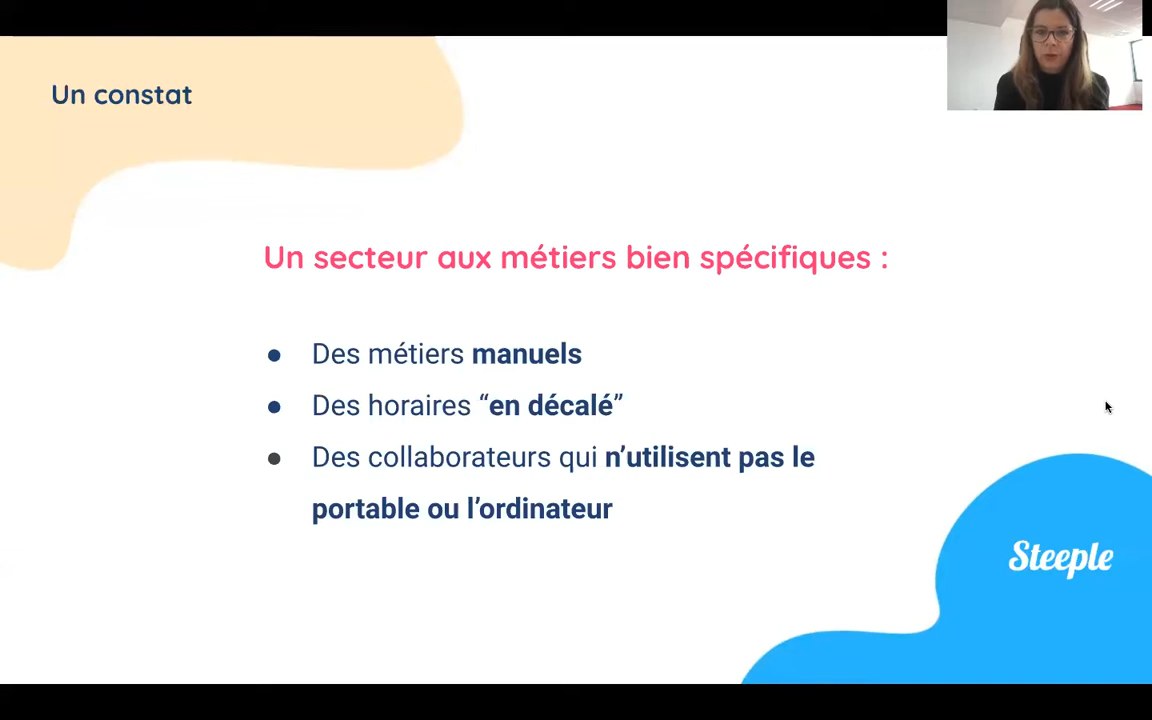 Un constat
Un secteur aux métiers bien spécifiques :
● Des métiers manuels
● Des horaires “en décalé”
● Des collaborateurs qui n’utilisent pas le
portable ou l’ordinateur
Steeple